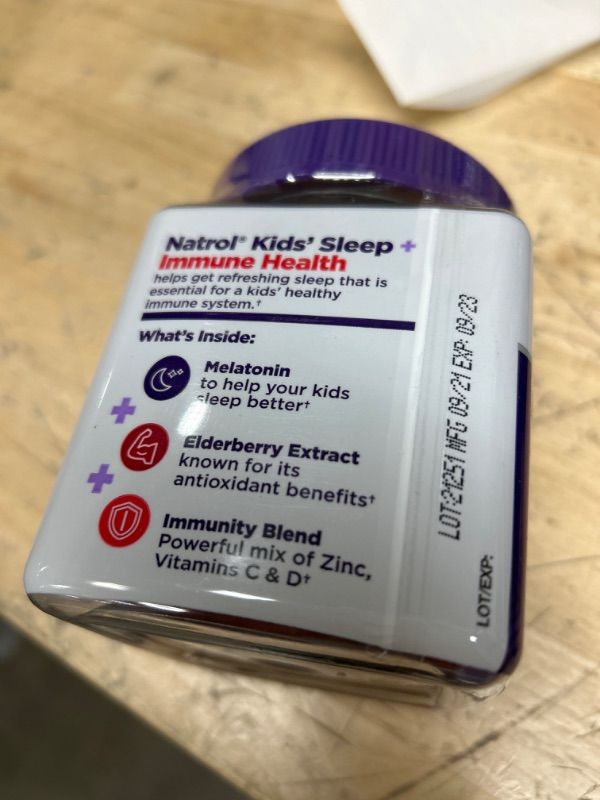 Natrol® Kids' Sleep +
Immune Health
helps get refreshing sleep that is
essential for a kids' healthy
immune system.†
What's Inside:
Melatonin
to help your kids
sleep better†
Elderberry Extract
known for its
antioxidant benefits†
Immunity Blend
Powerful mix of Zinc,
Vitamins C & D†
LOT:21251 MFG 09/21 EXP: 09/23
LOT/EXP: